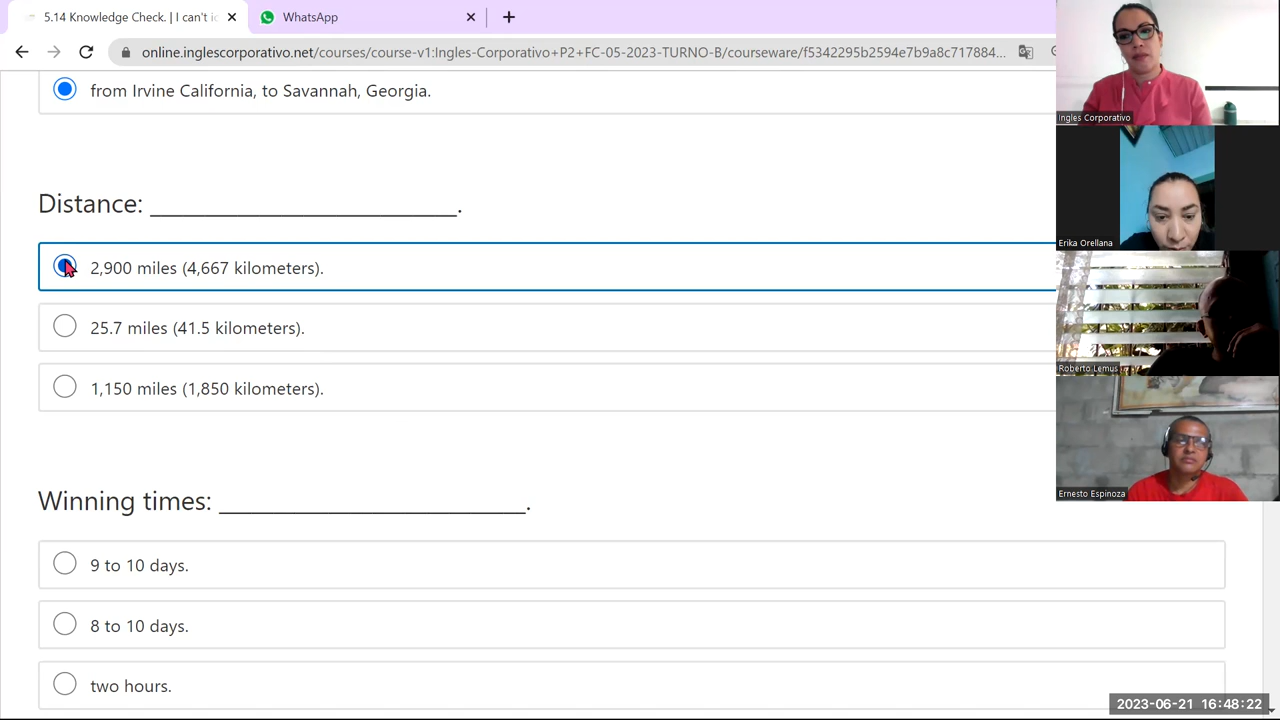 5.14 Knowledge Check. | I can't i
WhatsApp
online.inglescorporativo.net/courses/course-v1:Ingles-Corporativo+P2+FC-05-2023-TURNO-B/courseware/f5342295b2594e7b9a8c717884...
from Irvine California, to Savannah, Georgia.
Ingles Corporativo
Distance: ______________________.
Erika Orellana
2,900 miles (4,667 kilometers).
25.7 miles (41.5 kilometers).
Roberto Lemus
1,150 miles (1,850 kilometers).
Ernesto Espinoza
Winning times: ______________________.
9 to 10 days.
8 to 10 days.
two hours.
2023-06-21 16:48:22